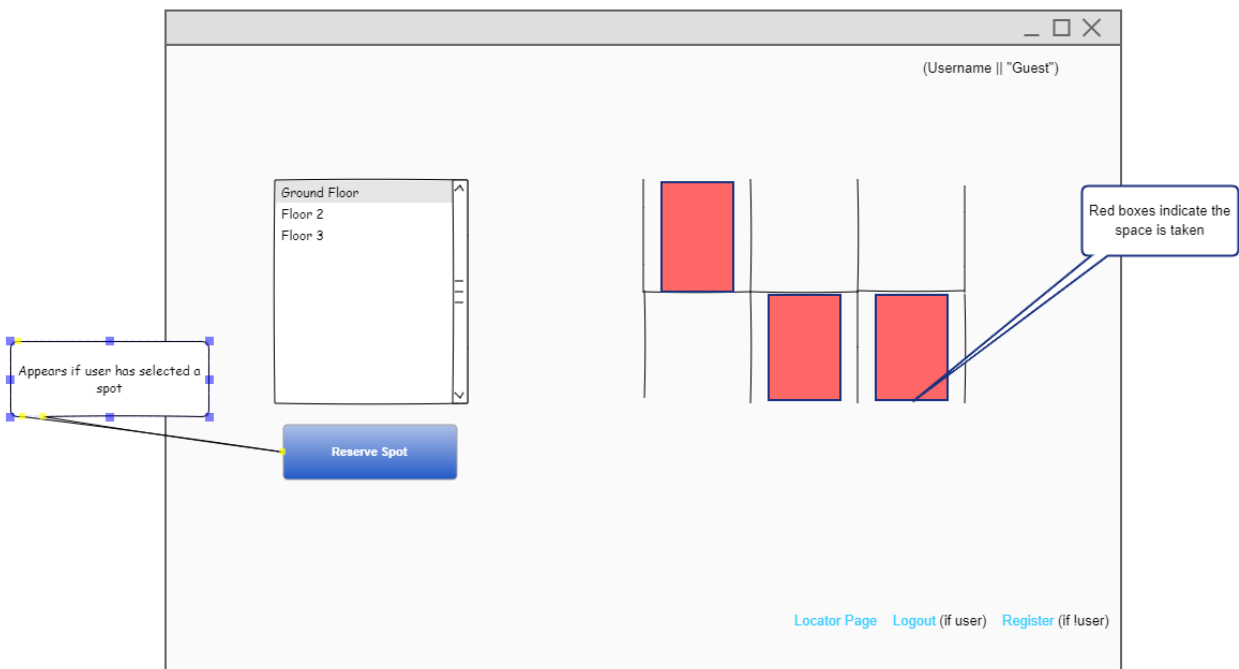 (Username || "Guest")
Ground Floor
Floor 2
Floor 3
Red boxes indicate the
space is taken
Appears if user has selected a
spot
Reserve Spot
Locator Page Logout (if user) Register (if !user)